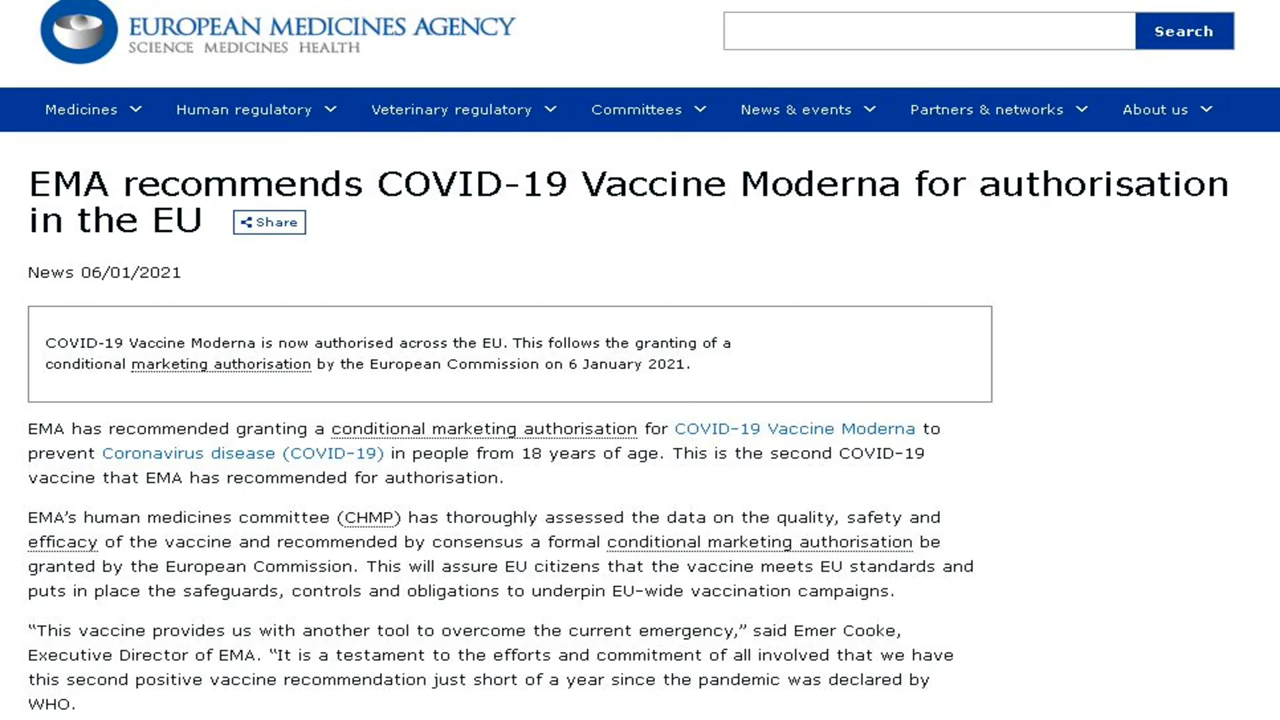 EUROPEAN MEDICINES AGENCY
SCIENCE MEDICINES HEALTH
Search
Medicines Human regulatory Veterinary regulatory Committees News & events Partners & networks About us
EMA recommends COVID-19 Vaccine Moderna for authorisation
in the EU Share
News 06/01/2021
COVID-19 Vaccine Moderna is now authorised across the EU. This follows the granting of a
conditional marketing authorisation by the European Commission on 6 January 2021.
EMA has recommended granting a conditional marketing authorisation for COVID-19 Vaccine Moderna to
prevent Coronavirus disease (COVID-19) in people from 18 years of age. This is the second COVID-19
vaccine that EMA has recommended for authorisation.
EMA’s human medicines committee (CHMP) has thoroughly assessed the data on the quality, safety and
efficacy of the vaccine and recommended by consensus a formal conditional marketing authorisation be
granted by the European Commission. This will assure EU citizens that the vaccine meets EU standards and
puts in place the safeguards, controls and obligations to underpin EU-wide vaccination campaigns.
“This vaccine provides us with another tool to overcome the current emergency,” said Emer Cooke,
Executive Director of EMA. “It is a testament to the efforts and commitment of all involved that we have
this second positive vaccine recommendation just short of a year since the pandemic was declared by
WHO.